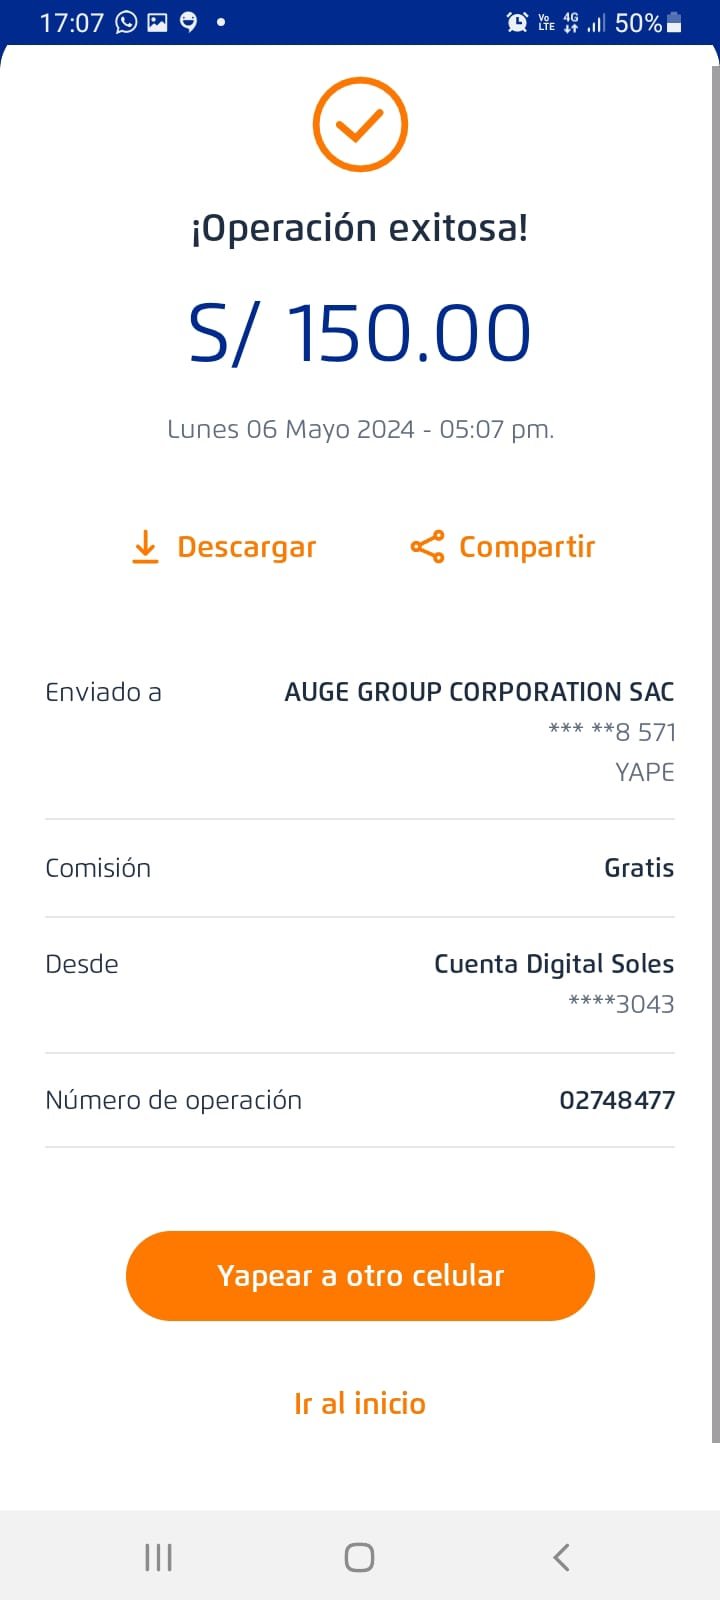 17:07 Vo LTE 4G 50%
¡Operación exitosa!
S/ 150.00
Lunes 06 Mayo 2024 - 05:07 pm.
Descargar Compartir
Enviado a AUGE GROUP CORPORATION SAC
*** **8 571
YAPE
Comisión Gratis
Desde Cuenta Digital Soles
****3043
Número de operación 02748477
Yapear a otro celular
Ir al inicio